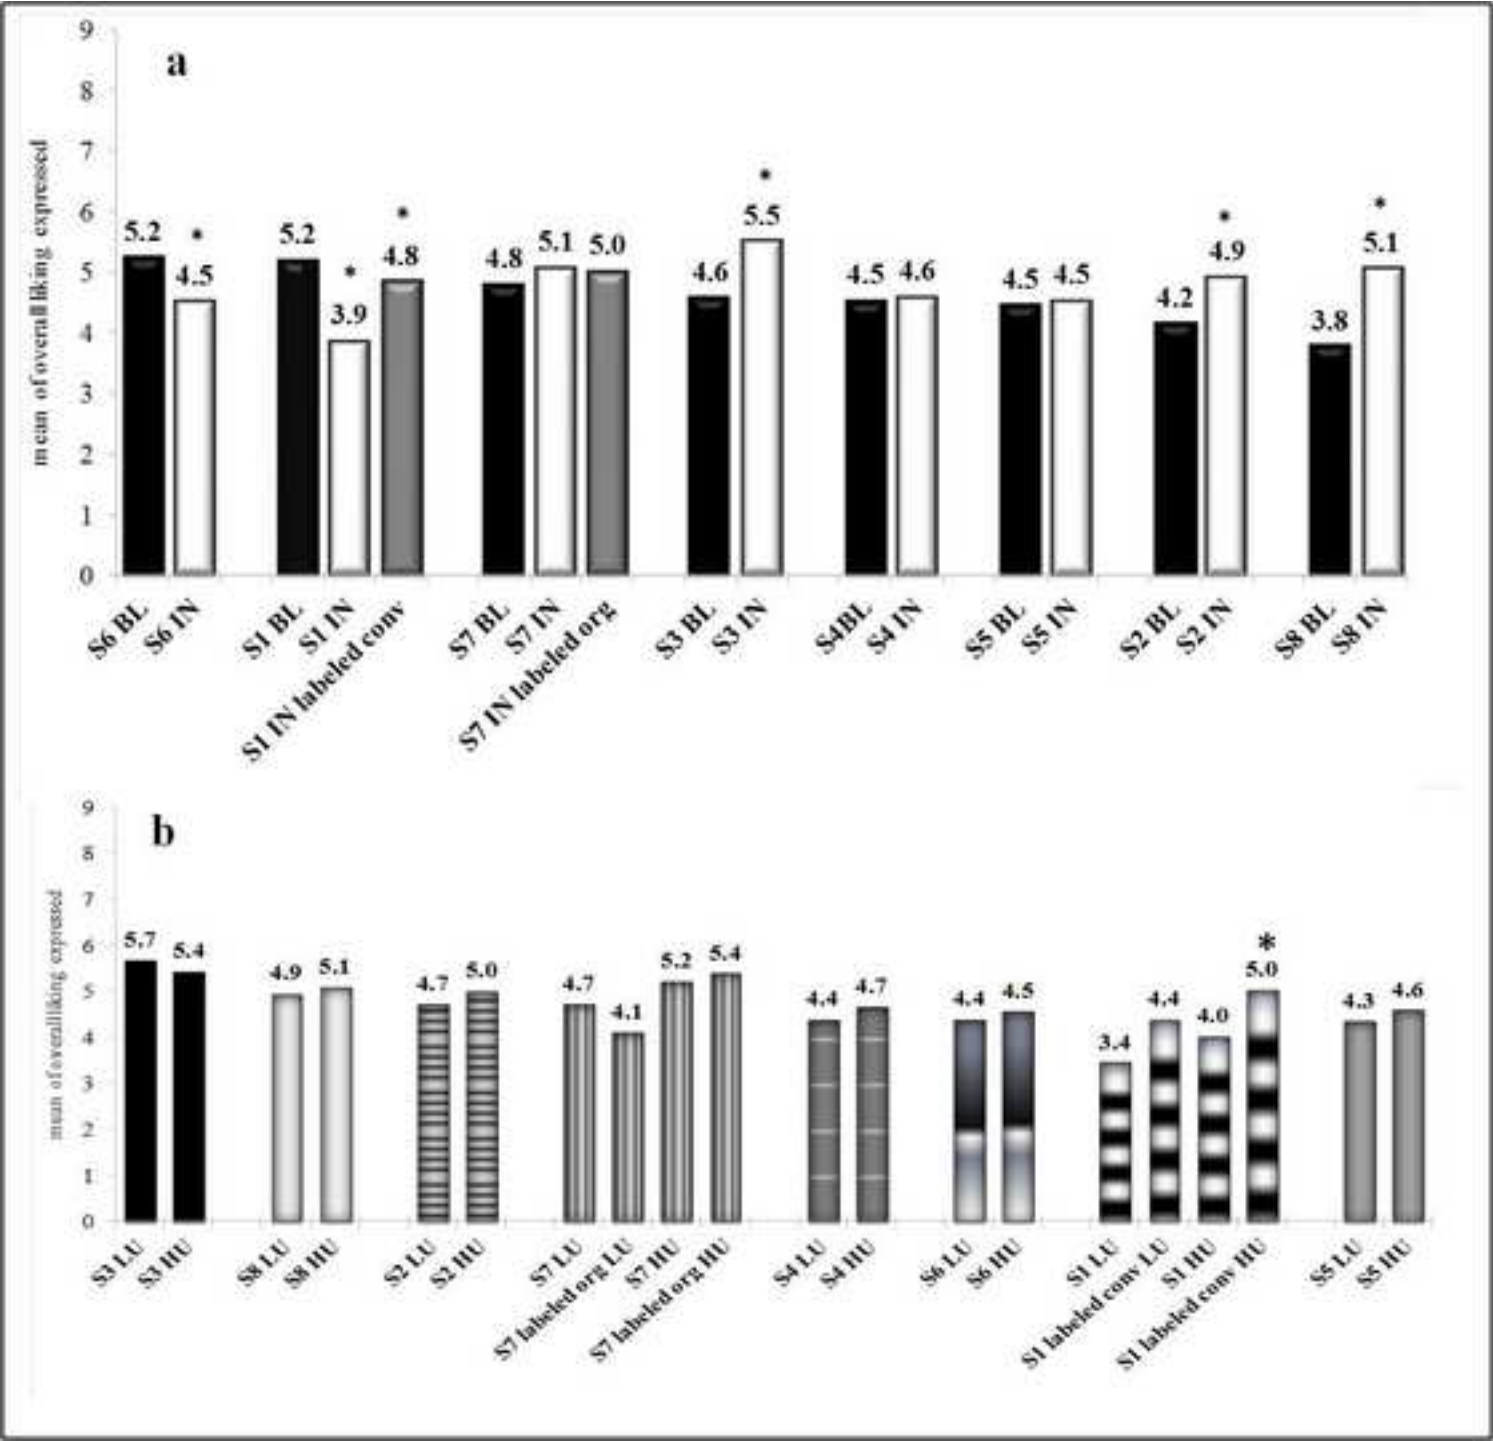 a
mean of overall liking expressed
9
8
7
6
5
4
3
2
1
0
5.2
*
4.5
5.2
*
3.9
*
4.8
4.8
5.1
5.0
4.6
*
5.5
4.5
4.6
4.5
4.5
4.2
*
4.9
3.8
*
5.1
S6 BL
S6 IN
S1 BL
S1 IN
S1 IN labeled conv
S7 BL
S7 IN
S7 IN labeled org
S3 BL
S3 IN
S4BL
S4 IN
S5 BL
S5 IN
S2 BL
S2 IN
S8 BL
S8 IN
b
mean of overall liking expressed
9
8
7
6
5
4
3
2
1
0
5.7
5.4
4.9
5.1
4.7
5.0
4.7
4.1
5.2
5.4
4.4
4.7
4.4
4.5
3.4
4.4
4.0
*
5.0
4.3
4.6
S3 LU
S3 HU
S8 LU
S8 HU
S2 LU
S2 HU
S7 LU
S7 labeled org LU
S7 HU
S7 labeled org HU
S4 LU
S4 HU
S6 LU
S6 HU
S1 LU
S1 labeled conv LU
S1 HU
S1 labeled conv HU
S5 LU
S5 HU